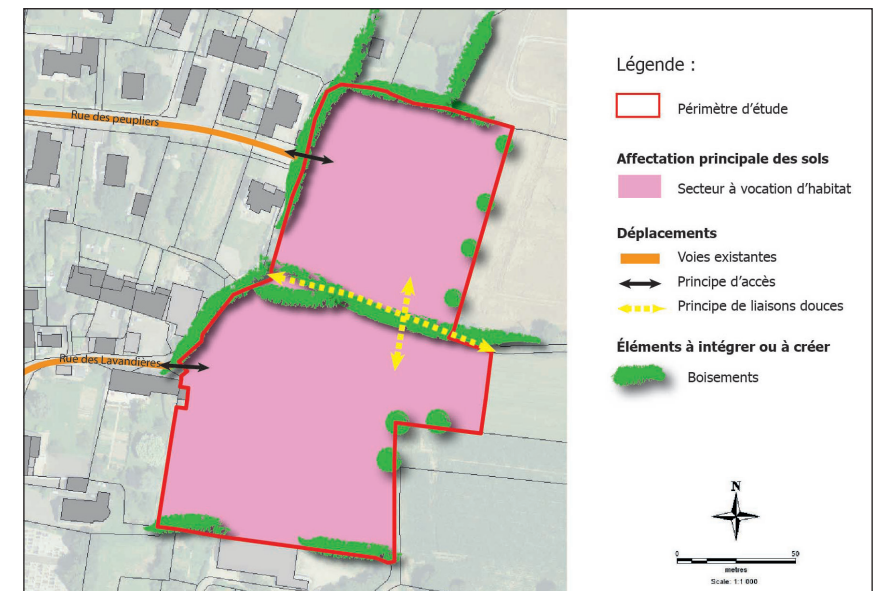 Rue des peupliers
Rue des Lavandières
Légende :
Périmètre d’étude
Affectation principale des sols
Secteur à vocation d’habitat
Déplacements
Voies existantes
Principe d’accès
Principe de liaisons douces
Éléments à intégrer ou à créer
Boisements
N
0 50
metres
Scale: 1:1 000